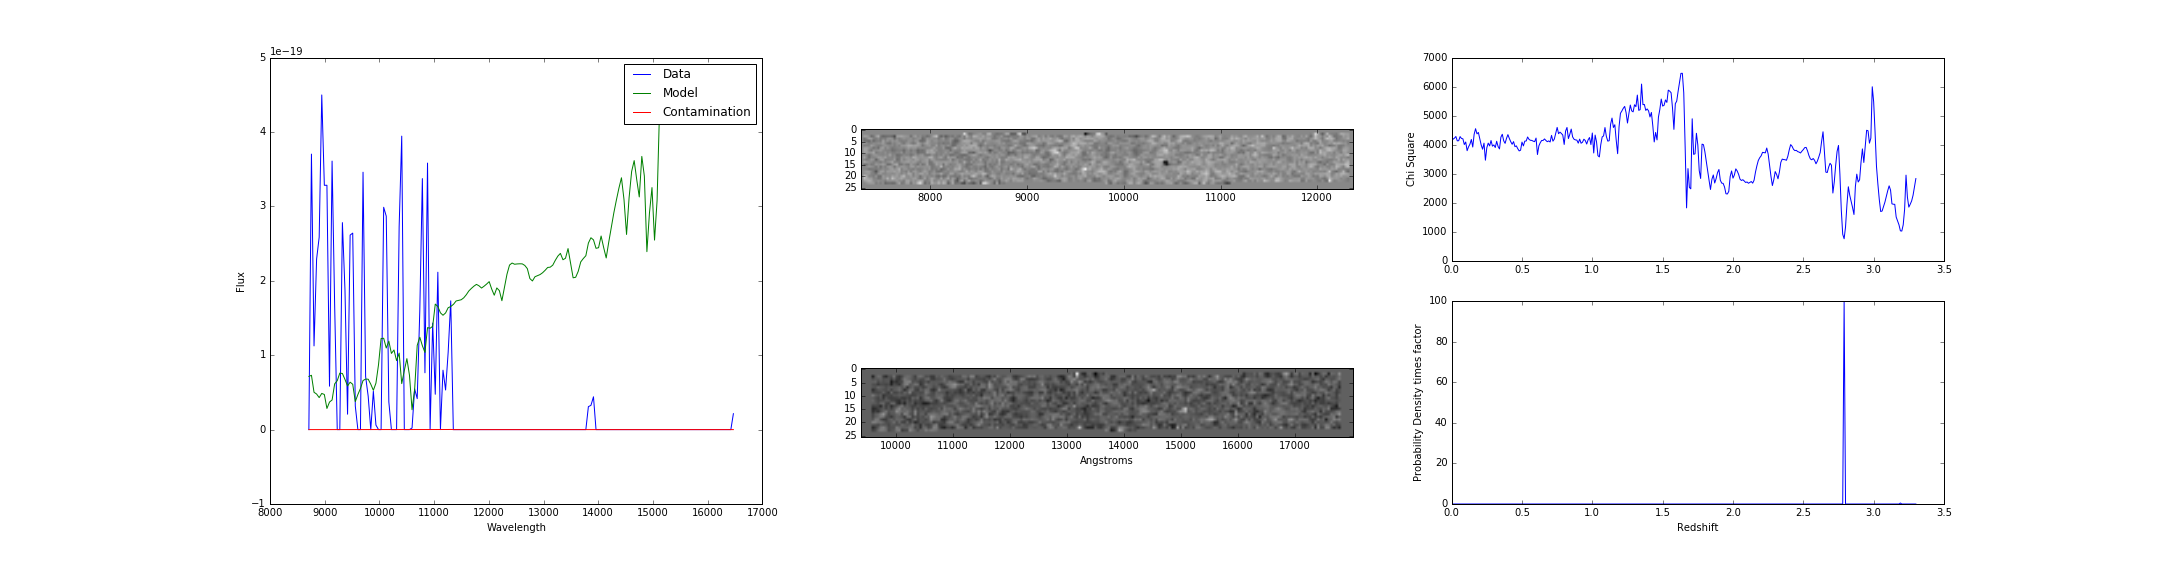 1e−19
5
4
3
2
1
0
−1
Flux
8000 9000 10000 11000 12000 13000 14000 15000 16000 17000
Wavelength
Data
Model
Contamination
0
5
10
15
20
25
8000 9000 10000 11000 12000
0
5
10
15
20
25
10000 11000 12000 13000 14000 15000 16000 17000
Angstroms
7000
6000
5000
4000
3000
2000
1000
0
Chi Square
0.0 0.5 1.0 1.5 2.0 2.5 3.0 3.5
100
80
60
40
20
0
Probability Density times factor
0.0 0.5 1.0 1.5 2.0 2.5 3.0 3.5
Redshift